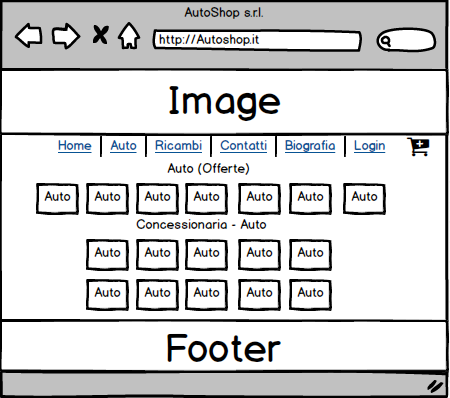 AutoShop s.r.l.
http://Autoshop.it
Image
Home Auto Ricambi Contatti Biografia Login
Auto (Offerte)
Auto Auto Auto Auto Auto Auto Auto
Concessionaria - Auto
Auto Auto Auto Auto Auto
Auto Auto Auto Auto Auto
Footer